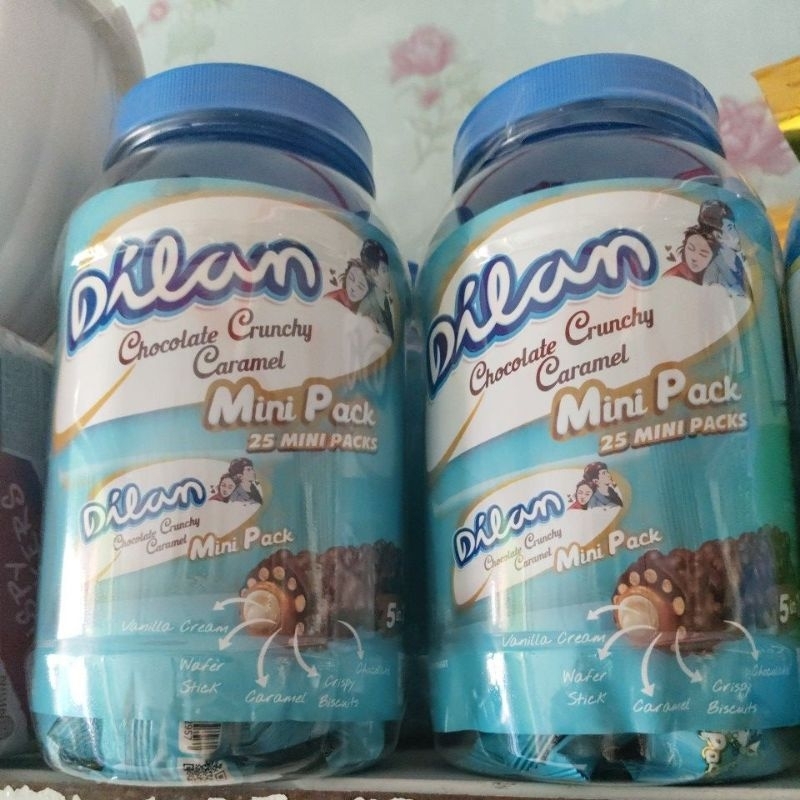 Dilan
Chocolate Crunchy
Caramel
Mini Pack
25 MINI PACKS
Dilan
Chocolate Crunchy
Caramel
Mini Pack
Vanilla Cream
Wafer
Stick
Caramel
Crispy
Biscuits
Dilan
Chocolate Crunchy
Caramel
Mini Pack
25 MINI PACKS
Dilan
Chocolate Crunchy
Caramel
Mini Pack
Vanilla Cream
Wafer
Stick
Caramel
Crispy
Biscuits
Chocolate